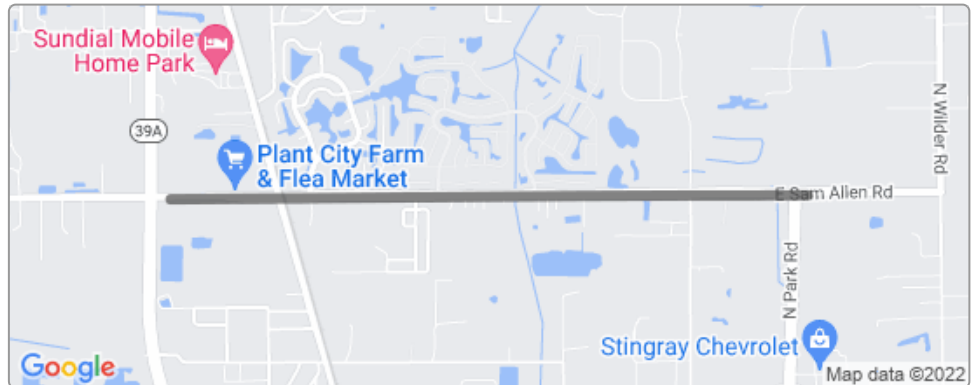 Sundial Mobile
Home Park
39A
Plant City Farm
& Flea Market
N Wilder Rd
E Sam Allen Rd
N Park Rd
Stingray Chevrolet
Google
Map data ©2022